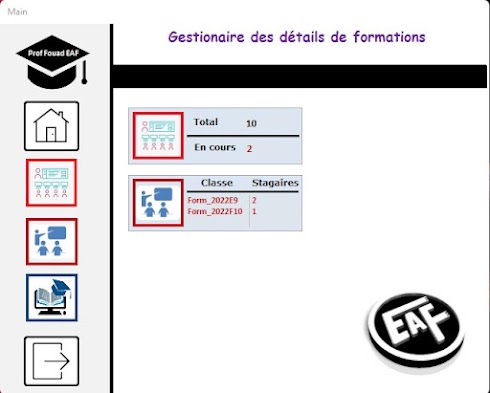 Main
Prof Fouad EAF
Gestionaire des détails de formations
Total 10
En cours 2
Classe Stagaires
Form_2022E9 2
Form_2022F10 1
EAF